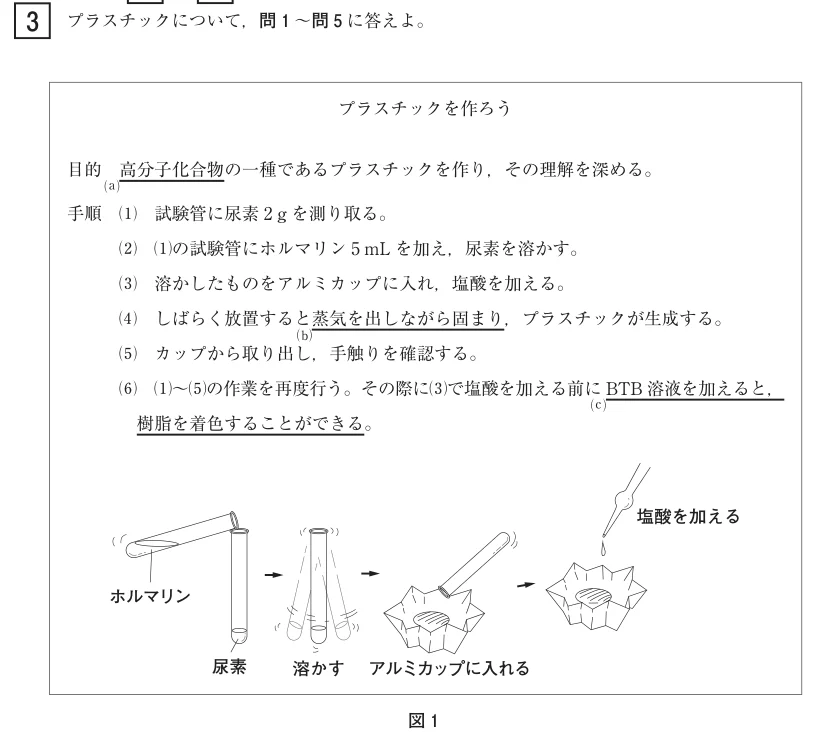 3 プラスチックについて，問1～問5に答えよ。
プラスチックを作ろう
目的 (a)高分子化合物の一種であるプラスチックを作り，その理解を深める。
手順 (1) 試験管に尿素2gを測り取る。
(2) (1)の試験管にホルマリン5mLを加え，尿素を溶かす。
(3) 溶かしたものをアルミカップに入れ，塩酸を加える。
(4) しばらく放置すると(b)蒸気を出しながら固まり，プラスチックが生成する。
(5) カップから取り出し，手触りを確認する。
(6) (1)～(5)の作業を再度行う。その際に(3)で塩酸を加える前に(c)BTB溶液を加えると，
樹脂を着色することができる。
塩酸を加える
ホルマリン
尿素
溶かす
アルミカップに入れる
図1